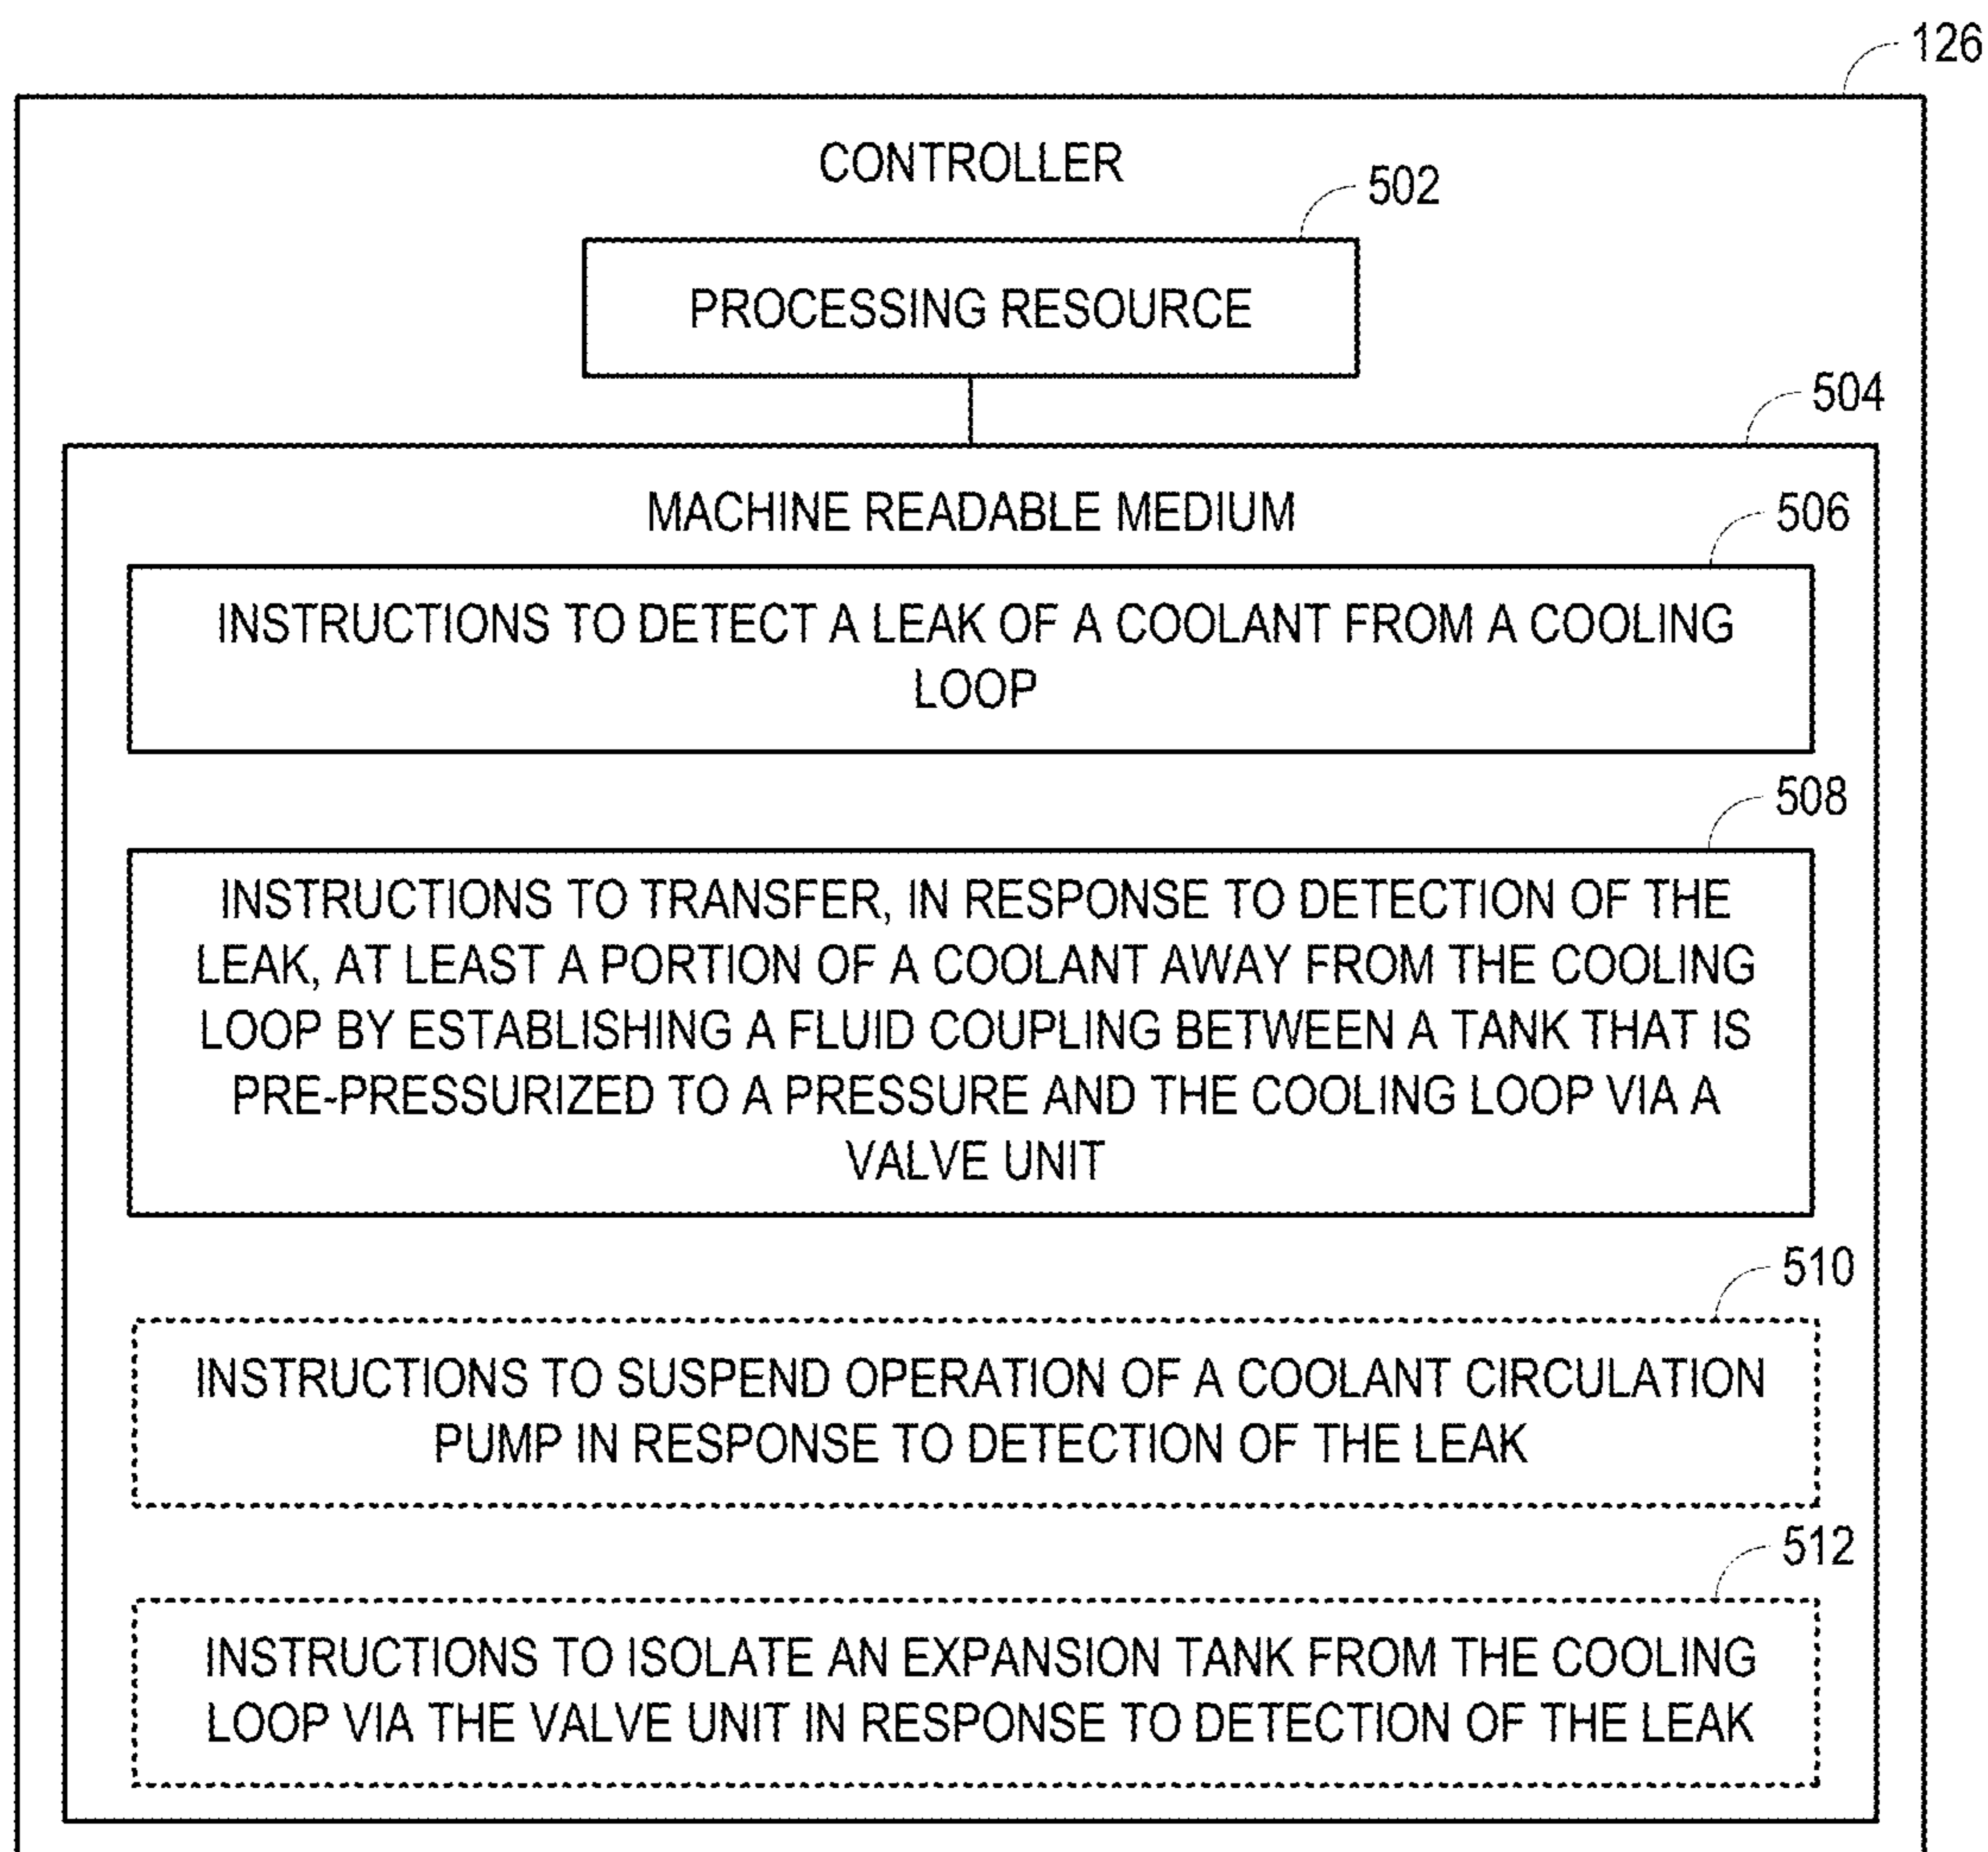 126
CONTROLLER
502
PROCESSING RESOURCE
504
MACHINE READABLE MEDIUM
506
INSTRUCTIONS TO DETECT A LEAK OF A COOLANT FROM A COOLING
LOOP
508
INSTRUCTIONS TO TRANSFER, IN RESPONSE TO DETECTION OF THE
LEAK, AT LEAST A PORTION OF A COOLANT AWAY FROM THE COOLING
LOOP BY ESTABLISHING A FLUID COUPLING BETWEEN A TANK THAT IS
PRE-PRESSURIZED TO A PRESSURE AND THE COOLING LOOP VIA A
VALVE UNIT
510
INSTRUCTIONS TO SUSPEND OPERATION OF A COOLANT CIRCULATION
PUMP IN RESPONSE TO DETECTION OF THE LEAK
512
INSTRUCTIONS TO ISOLATE AN EXPANSION TANK FROM THE COOLING
LOOP VIA THE VALVE UNIT IN RESPONSE TO DETECTION OF THE LEAK